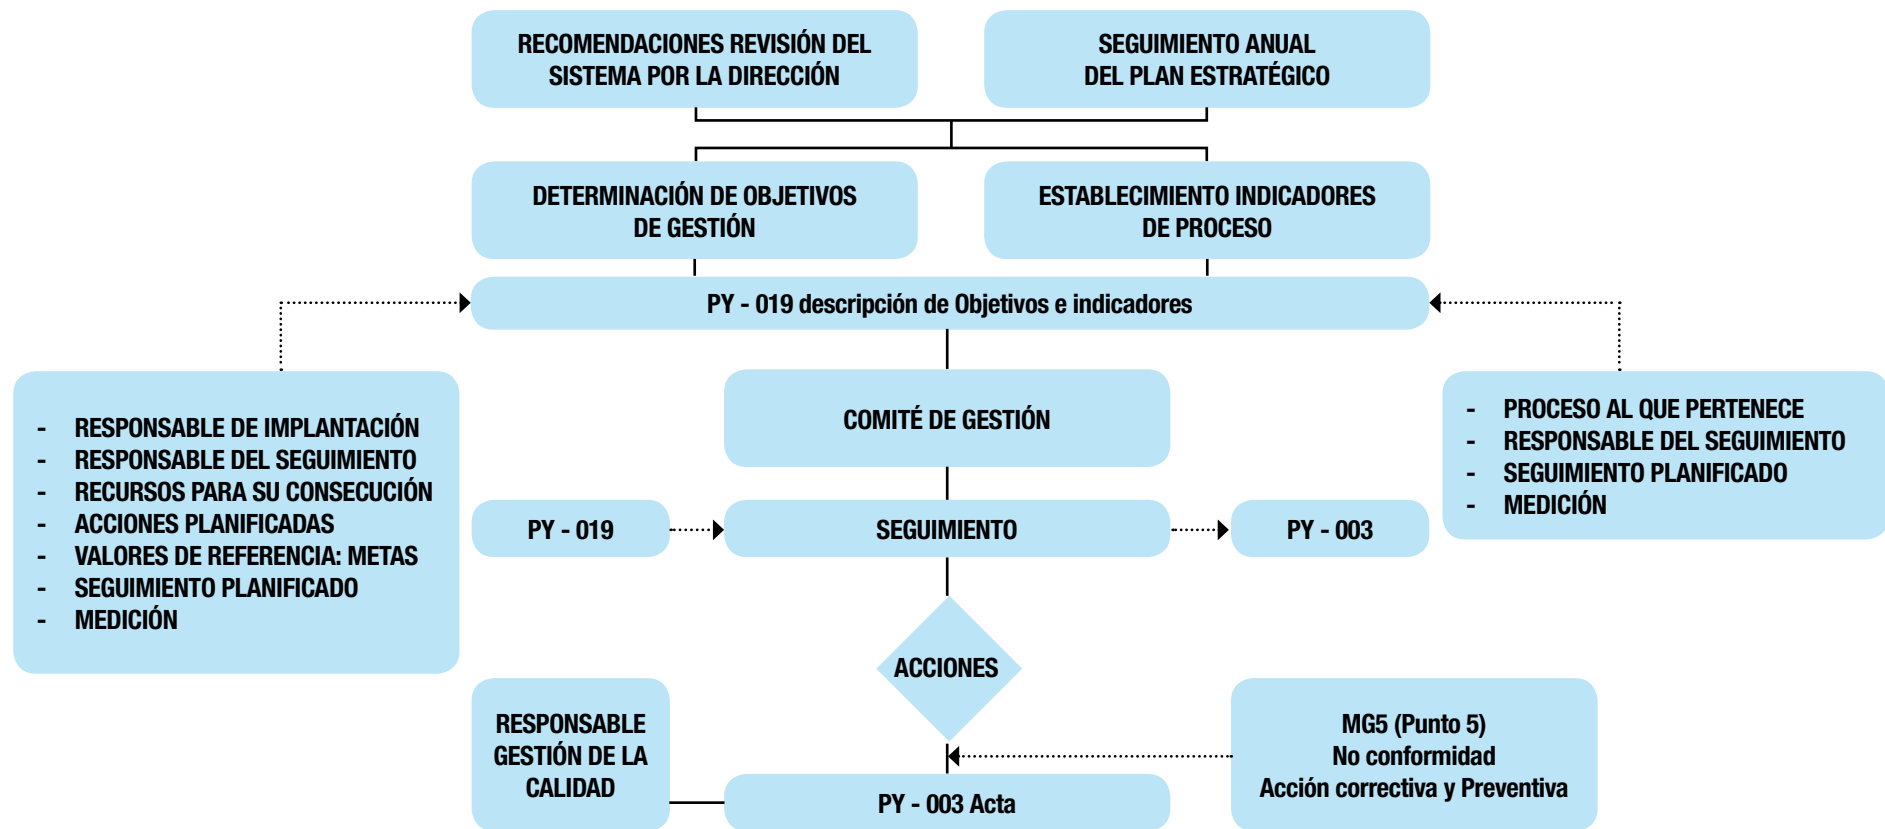 RECOMENDACIONES REVISIÓN DEL
SISTEMA POR LA DIRECCIÓN
SEGUIMIENTO ANUAL
DEL PLAN ESTRATÉGICO
DETERMINACIÓN DE OBJETIVOS
DE GESTIÓN
ESTABLECIMIENTO INDICADORES
DE PROCESO
PY - 019 descripción de Objetivos e indicadores
- RESPONSABLE DE IMPLANTACIÓN
- RESPONSABLE DEL SEGUIMIENTO
- RECURSOS PARA SU CONSECUCIÓN
- ACCIONES PLANIFICADAS
- VALORES DE REFERENCIA: METAS
- SEGUIMIENTO PLANIFICADO
- MEDICIÓN
COMITÉ DE GESTIÓN
- PROCESO AL QUE PERTENECE
- RESPONSABLE DEL SEGUIMIENTO
- SEGUIMIENTO PLANIFICADO
- MEDICIÓN
PY - 019
SEGUIMIENTO
PY - 003
ACCIONES
RESPONSABLE
GESTIÓN DE LA
CALIDAD
MG5 (Punto 5)
No conformidad
Acción correctiva y Preventiva
PY - 003 Acta